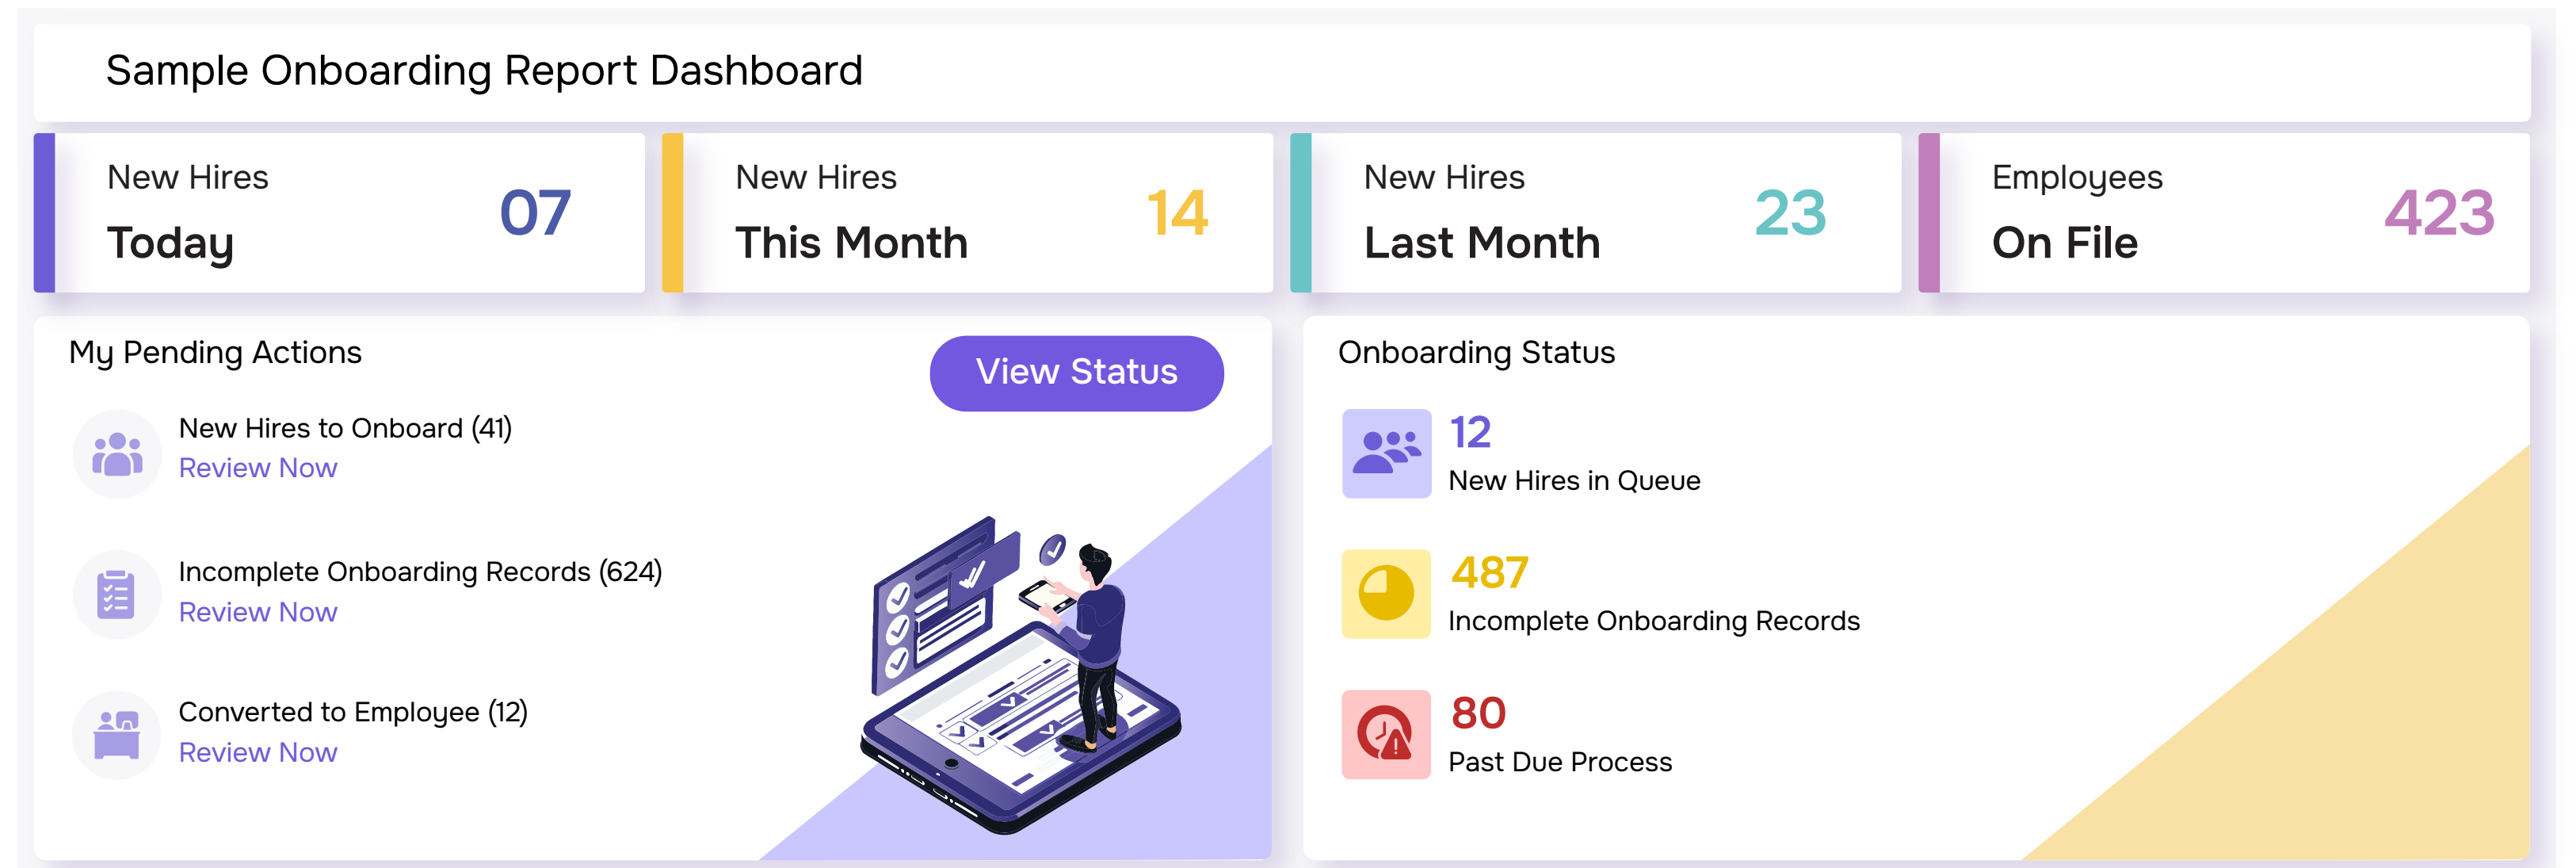 Sample Onboarding Report Dashboard
New Hires
Today
07
New Hires
This Month
14
New Hires
Last Month
23
Employees
On File
423
My Pending Actions
View Status
New Hires to Onboard (41)
Review Now
Incomplete Onboarding Records (624)
Review Now
Converted to Employee (12)
Review Now
Onboarding Status
12
New Hires in Queue
487
Incomplete Onboarding Records
80
Past Due Process